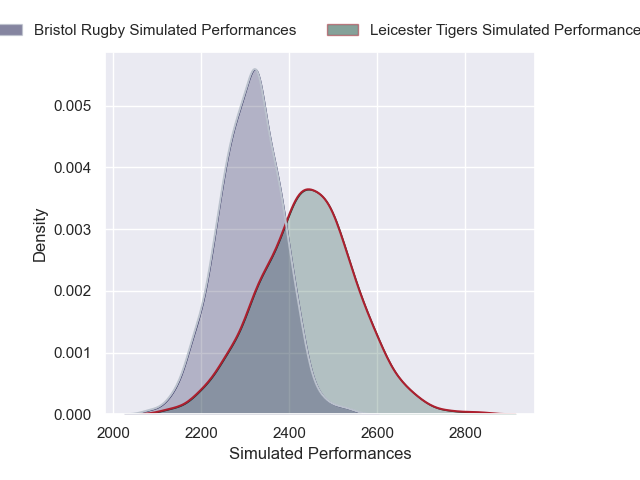 Bristol Rugby Simulated Performances
Leicester Tigers Simulated Performance
0.005
0.004
0.003
0.002
0.001
0.000
Density
2000 2200 2400 2600 2800
Simulated Performances